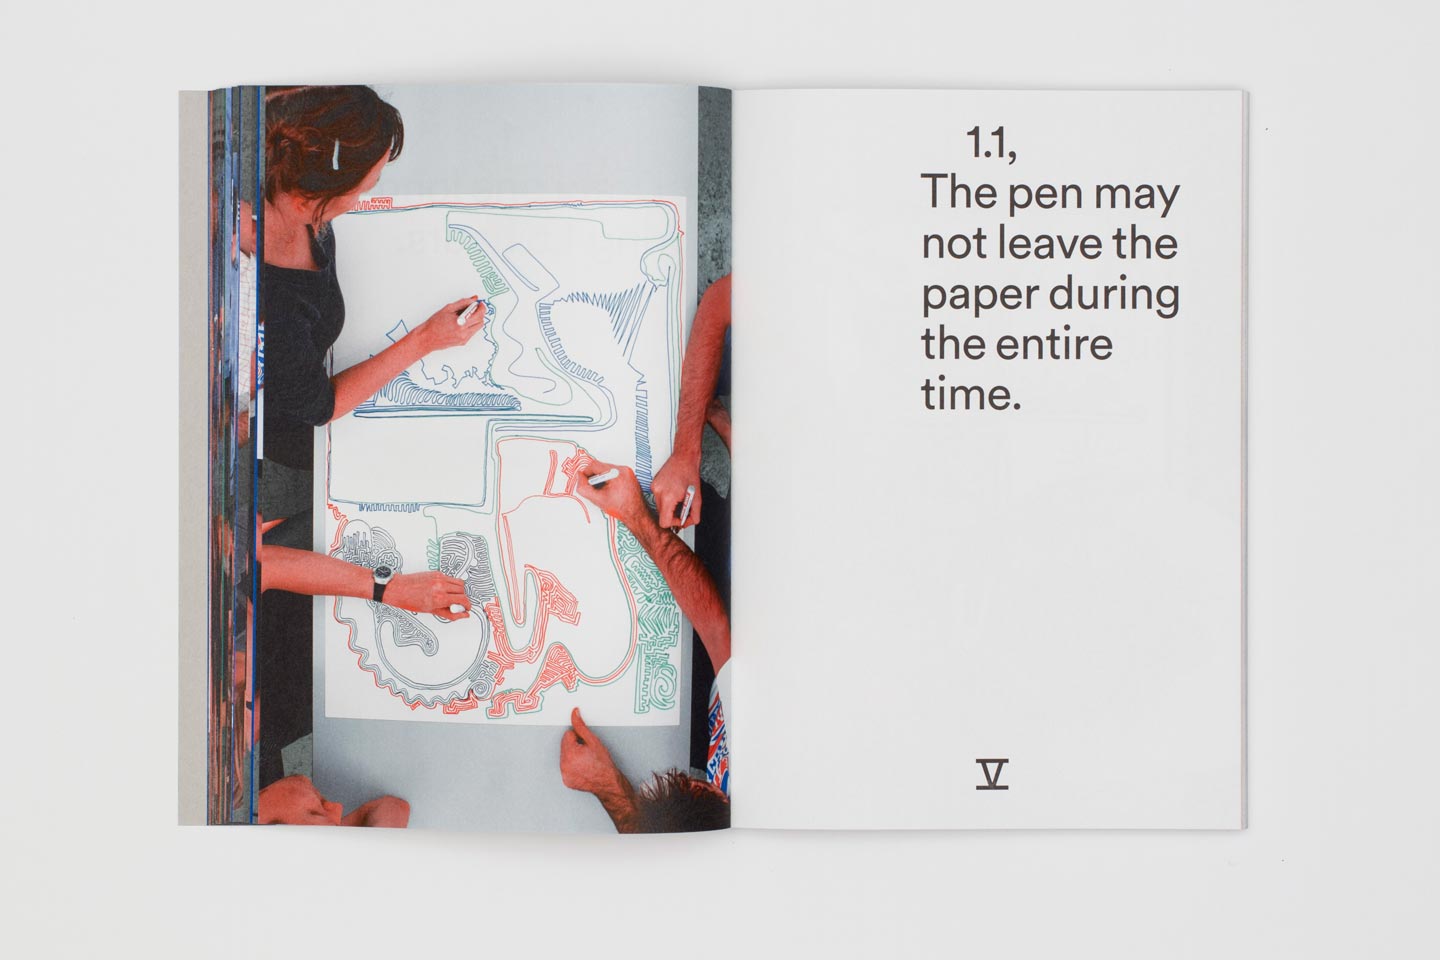 1.1,
The pen may
not leave the
paper during
the entire
time.
V